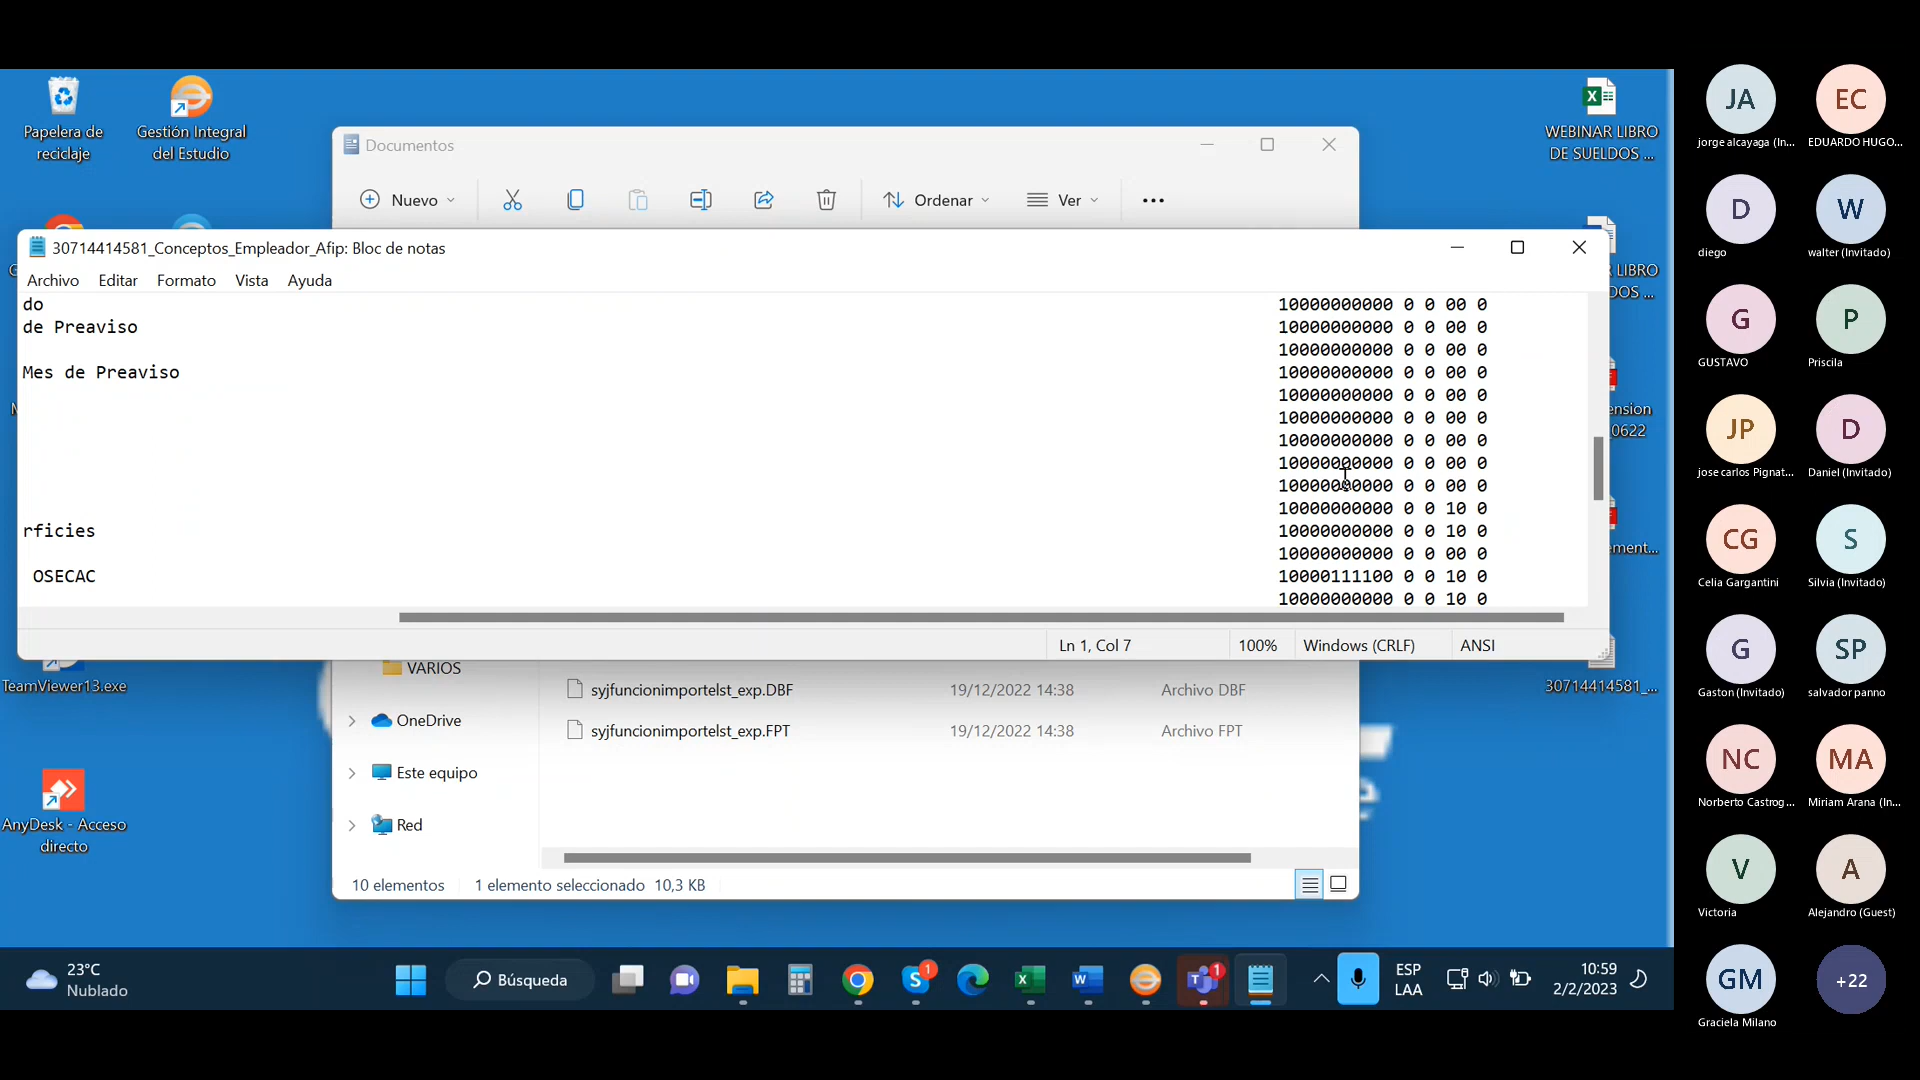 Papelera de
reciclaje
Gestión Integral
del Estudio
WEBINAR LIBRO
DE SUELDOS ...
Documentos
Nuevo
Ordenar
Ver
LIBRO
DOS ...
ension
0622
ement...
30714414581_...
30714414581_Conceptos_Empleador_Afip: Bloc de notas
Archivo Editar Formato Vista Ayuda
do 10000000000 0 0 00 0
de Preaviso 10000000000 0 0 00 0
10000000000 0 0 00 0
Mes de Preaviso 10000000000 0 0 00 0
10000000000 0 0 00 0
10000000000 0 0 00 0
10000000000 0 0 00 0
10000000000 0 0 00 0
10000000000 0 0 00 0
10000000000 0 0 10 0
rficies 10000000000 0 0 10 0
10000000000 0 0 00 0
OSECAC 10000111100 0 0 10 0
10000000000 0 0 10 0
Ln 1, Col 7 100% Windows (CRLF) ANSI
TeamViewer13.exe
AnyDesk - Acceso
directo
VARIOS
OneDrive
Este equipo
Red
syjfuncionimportelst_exp.DBF 19/12/2022 14:38 Archivo DBF
syjfuncionimportelst_exp.FPT 19/12/2022 14:38 Archivo FPT
10 elementos 1 elemento seleccionado 10,3 KB
23°C
Nublado
Búsqueda
1
1
ESP
LAA
10:59
2/2/2023
JA EC
jorge alcayaga (In... EDUARDO HUGO...
D W
diego walter (Invitado)
G P
GUSTAVO Priscila
JP D
jose carlos Pignat... Daniel (Invitado)
CG S
Celia Gargantini Silvia (Invitado)
G SP
Gaston (Invitado) salvador panno
NC MA
Norberto Castrog... Miriam Arana (In...
V A
Victoria Alejandro (Guest)
GM +22
Graciela Milano